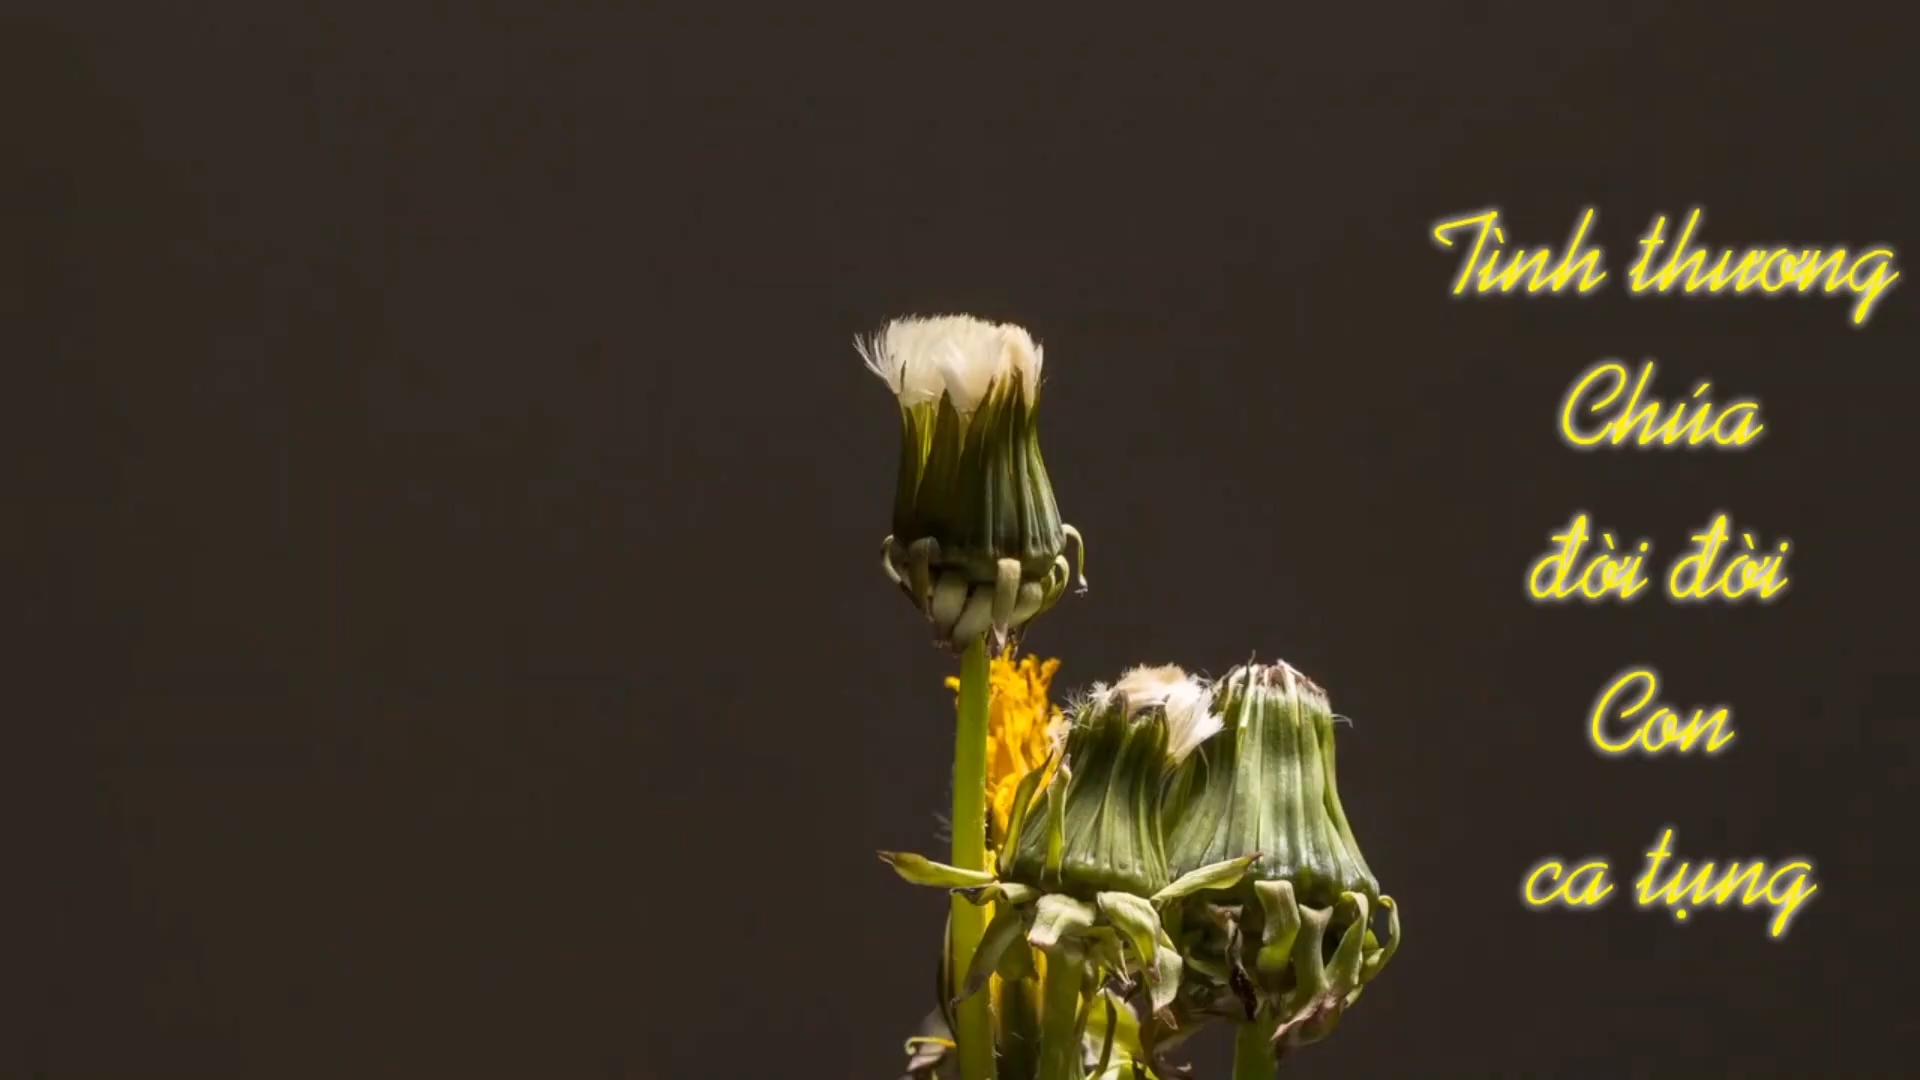 Tình thương
Chúa
đời đời
Con
ca tụng